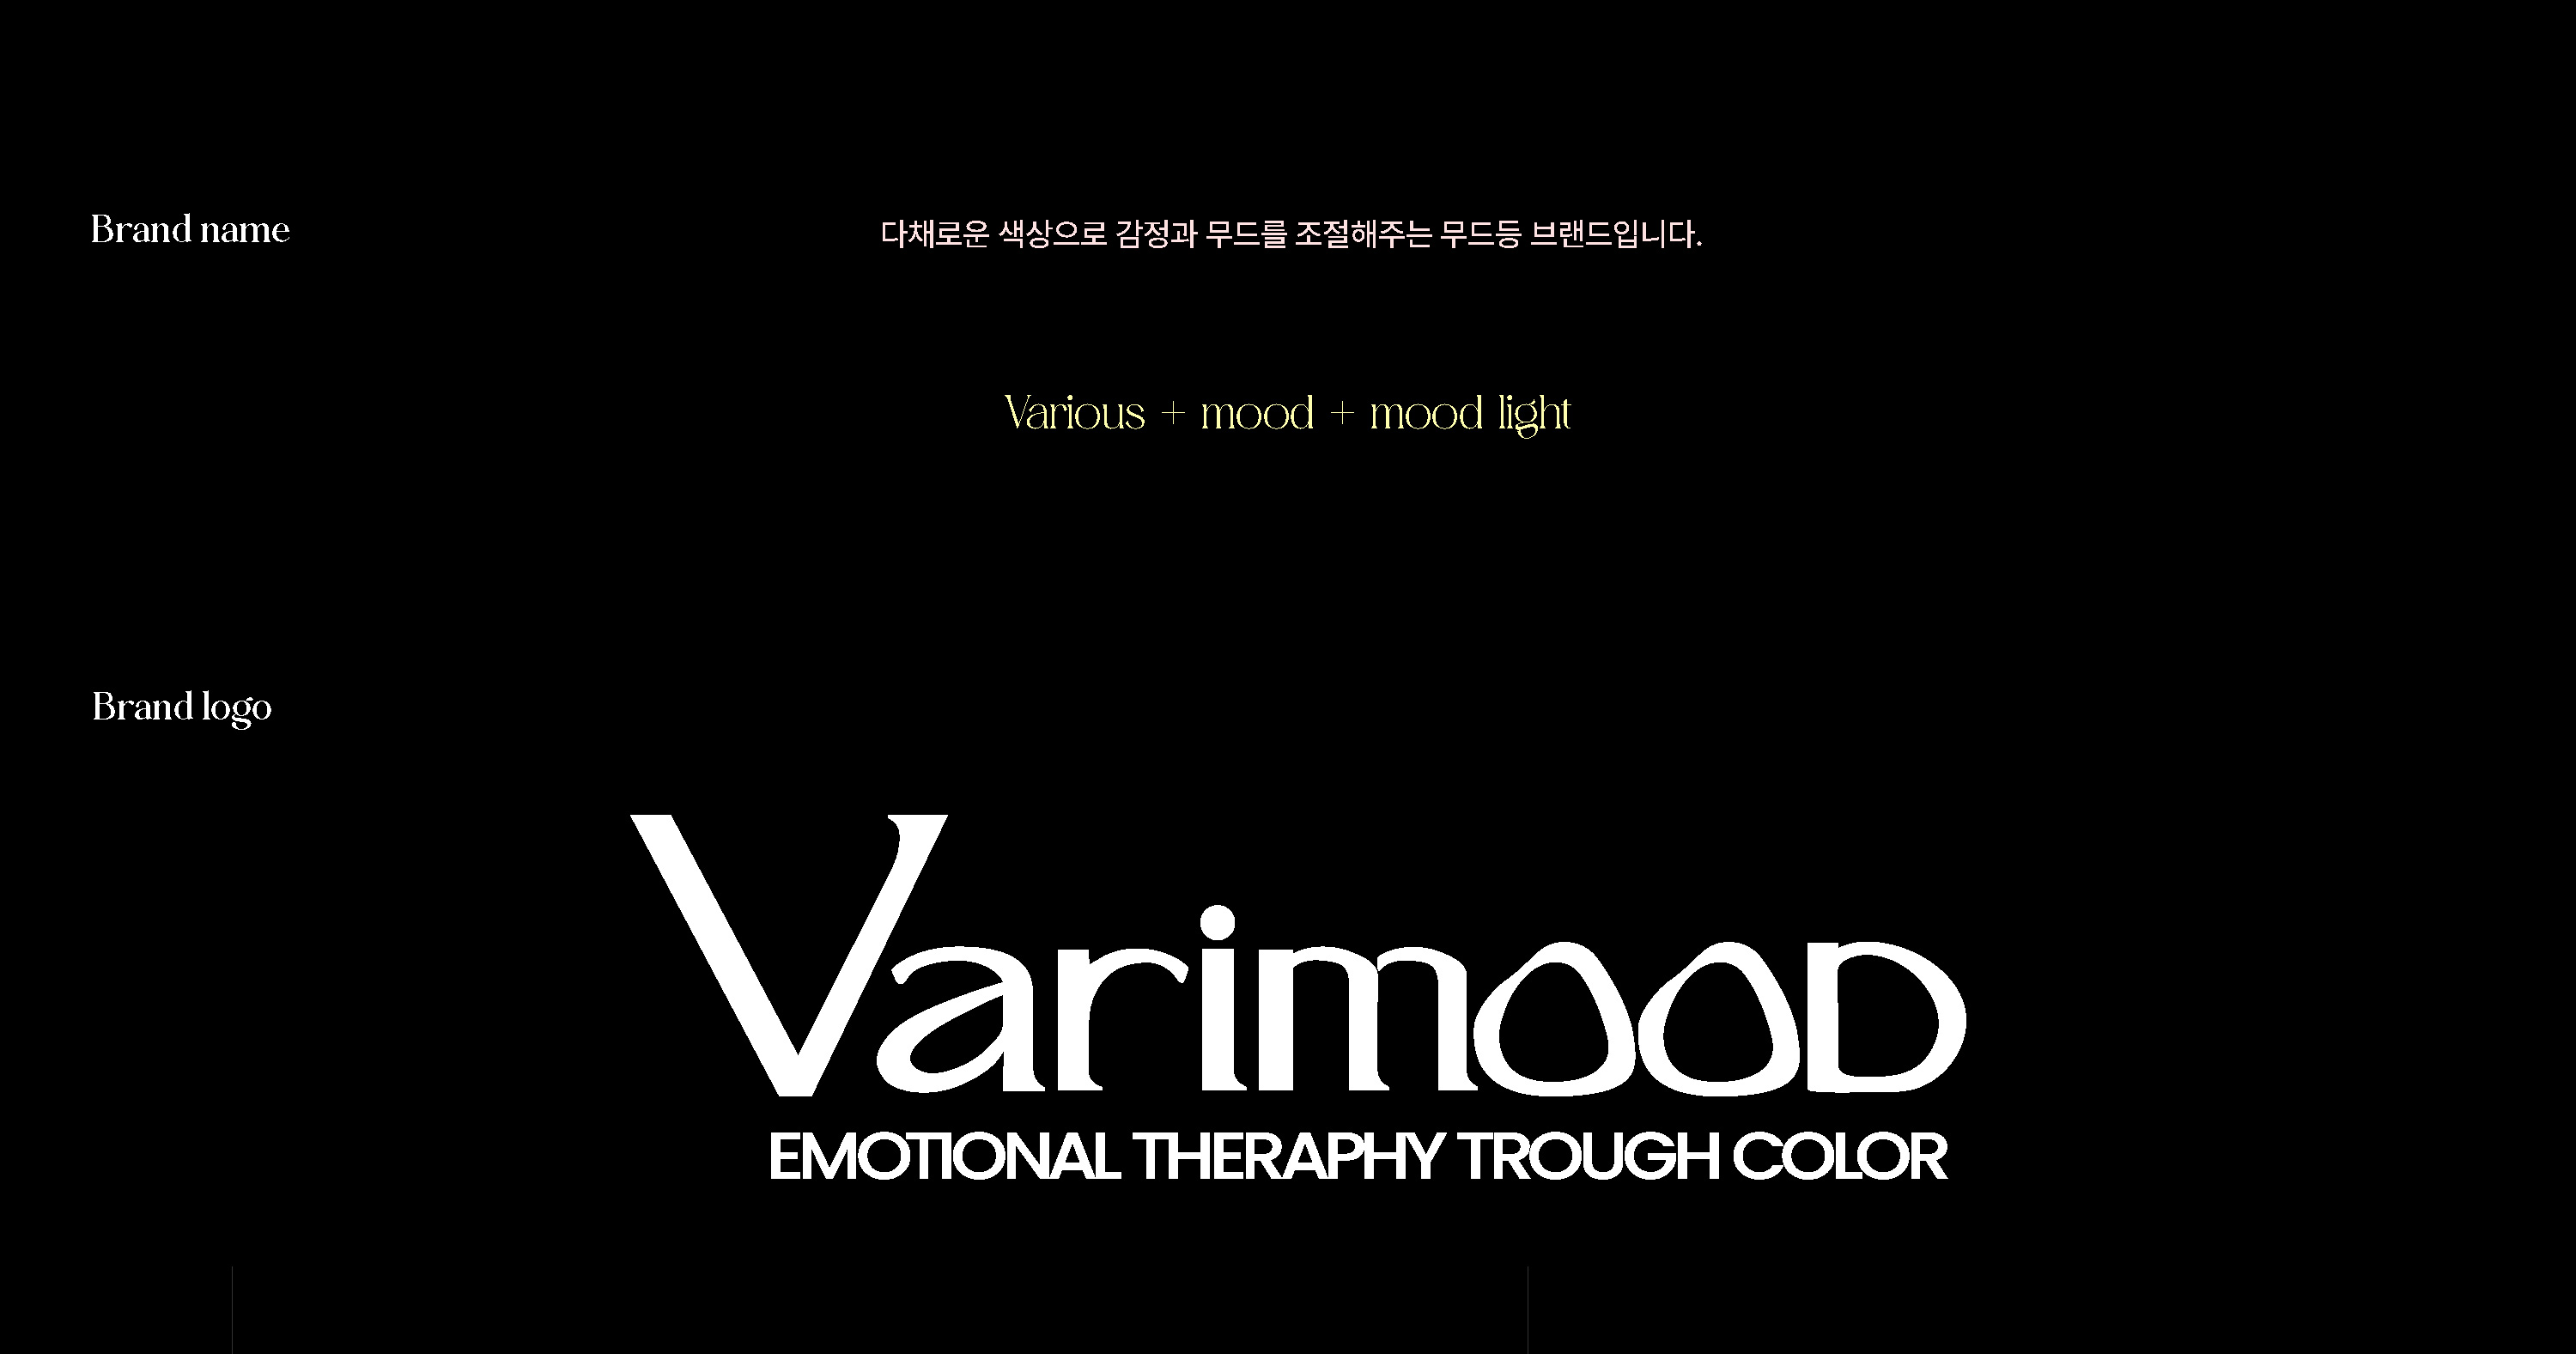 Brand name
다채로운 색상으로 감정과 무드를 조절해주는 무드등 브랜드입니다.
Various + mood + mood light
Brand logo
VarimOOD
EMOTIONAL THERAPHY TROUGH COLOR